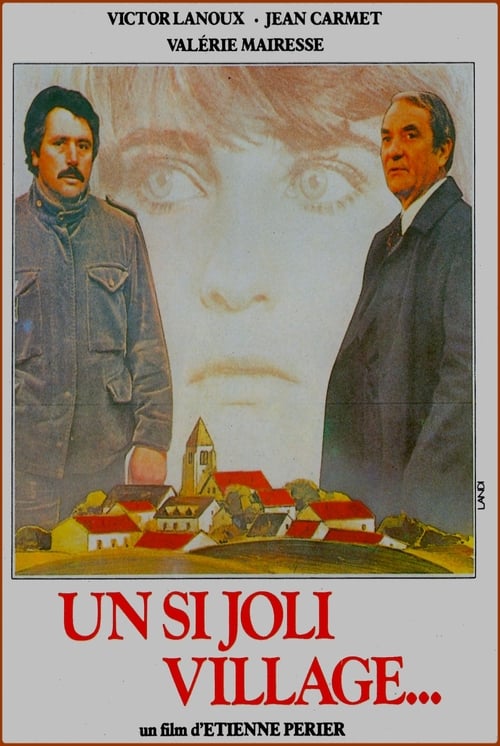 VICTOR LANOUX · JEAN CARMET
VALÉRIE MAIRESSE
LANDI
UN SI JOLI
VILLAGE...
un film d'ETIENNE PERIER